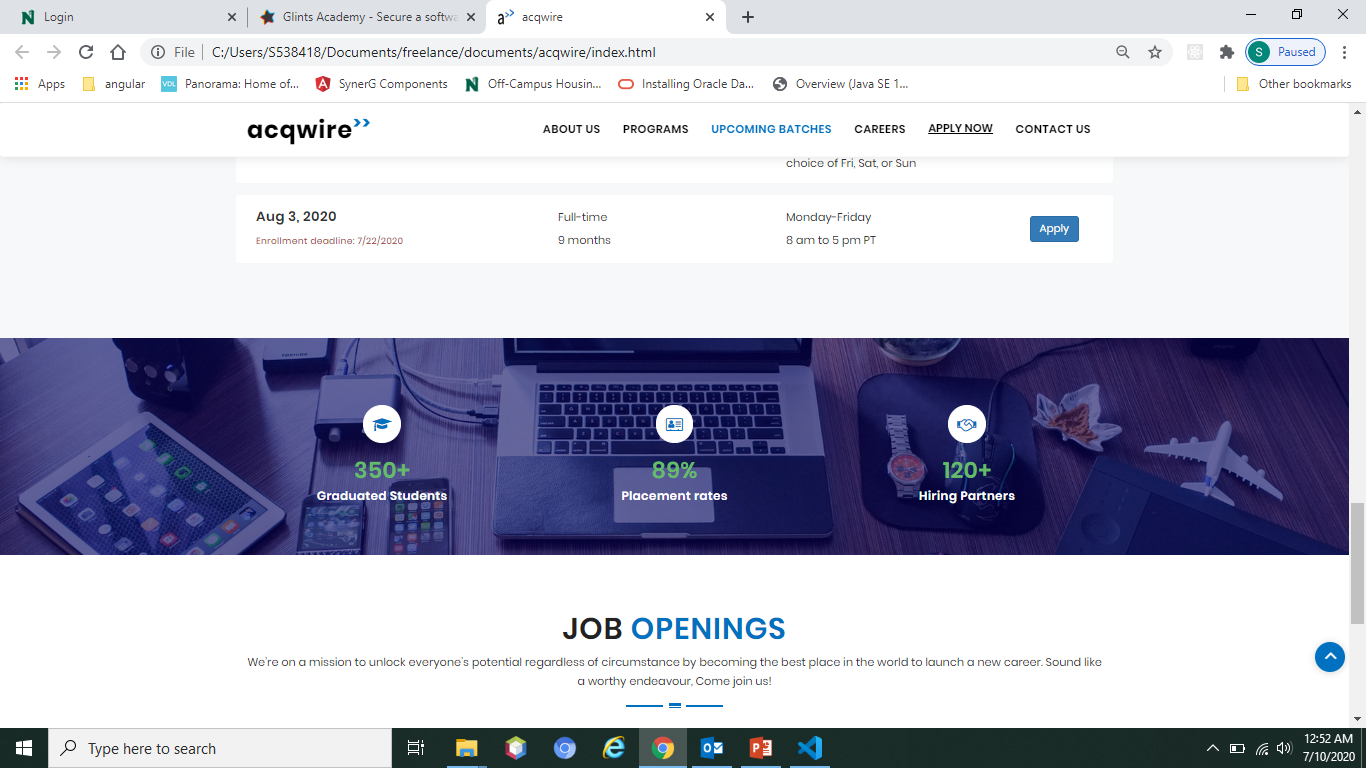 Login
Glints Academy - Secure a softwa
acqwire
File
C:/Users/S538418/Documents/freelance/documents/acqwire/index.html
S
Paused
Apps
angular
VDL
Panorama: Home of...
SynerG Components
Off-Campus Housin...
Installing Oracle Da...
Overview (Java SE 1...
Other bookmarks
acqwire
ABOUT US
PROGRAMS
UPCOMING BATCHES
CAREERS
APPLY NOW
CONTACT US
choice of Fri, Sat, or Sun
Aug 3, 2020
Full-time
Monday-Friday
Apply
Enrollment deadline: 7/22/2020
9 months
8 am to 5 pm PT
350+
89%
120+
Graduated Students
Placement rates
Hiring Partners
JOB OPENINGS
We're on a mission to unlock everyone's potential regardless of circumstance by becoming the best place in the world to launch a new career. Sound like
a worthy endeavour, Come join us!
Type here to search
12:52 AM
7/10/2020